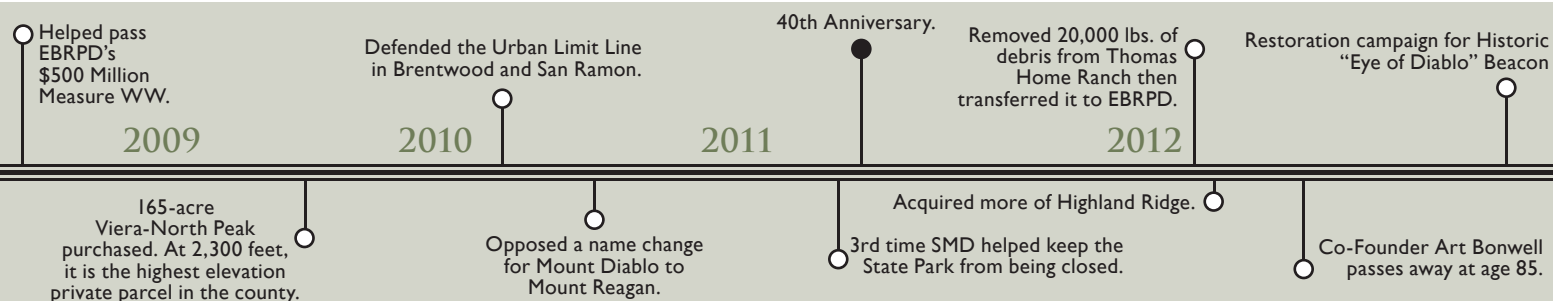 Helped pass
EBRPD’s
$500 Million
Measure WW.
Defended the Urban Limit Line
in Brentwood and San Ramon.
40th Anniversary.
Removed 20,000 lbs. of
debris from Thomas
Home Ranch then
transferred it to EBRPD.
Restoration campaign for Historic
“Eye of Diablo” Beacon
2009
2010
2011
2012
165-acre
Viera-North Peak
purchased. At 2,300 feet,
it is the highest elevation
private parcel in the county.
Opposed a name change
for Mount Diablo to
Mount Reagan.
3rd time SMD helped keep the
State Park from being closed.
Acquired more of Highland Ridge.
Co-Founder Art Bonwell
passes away at age 85.